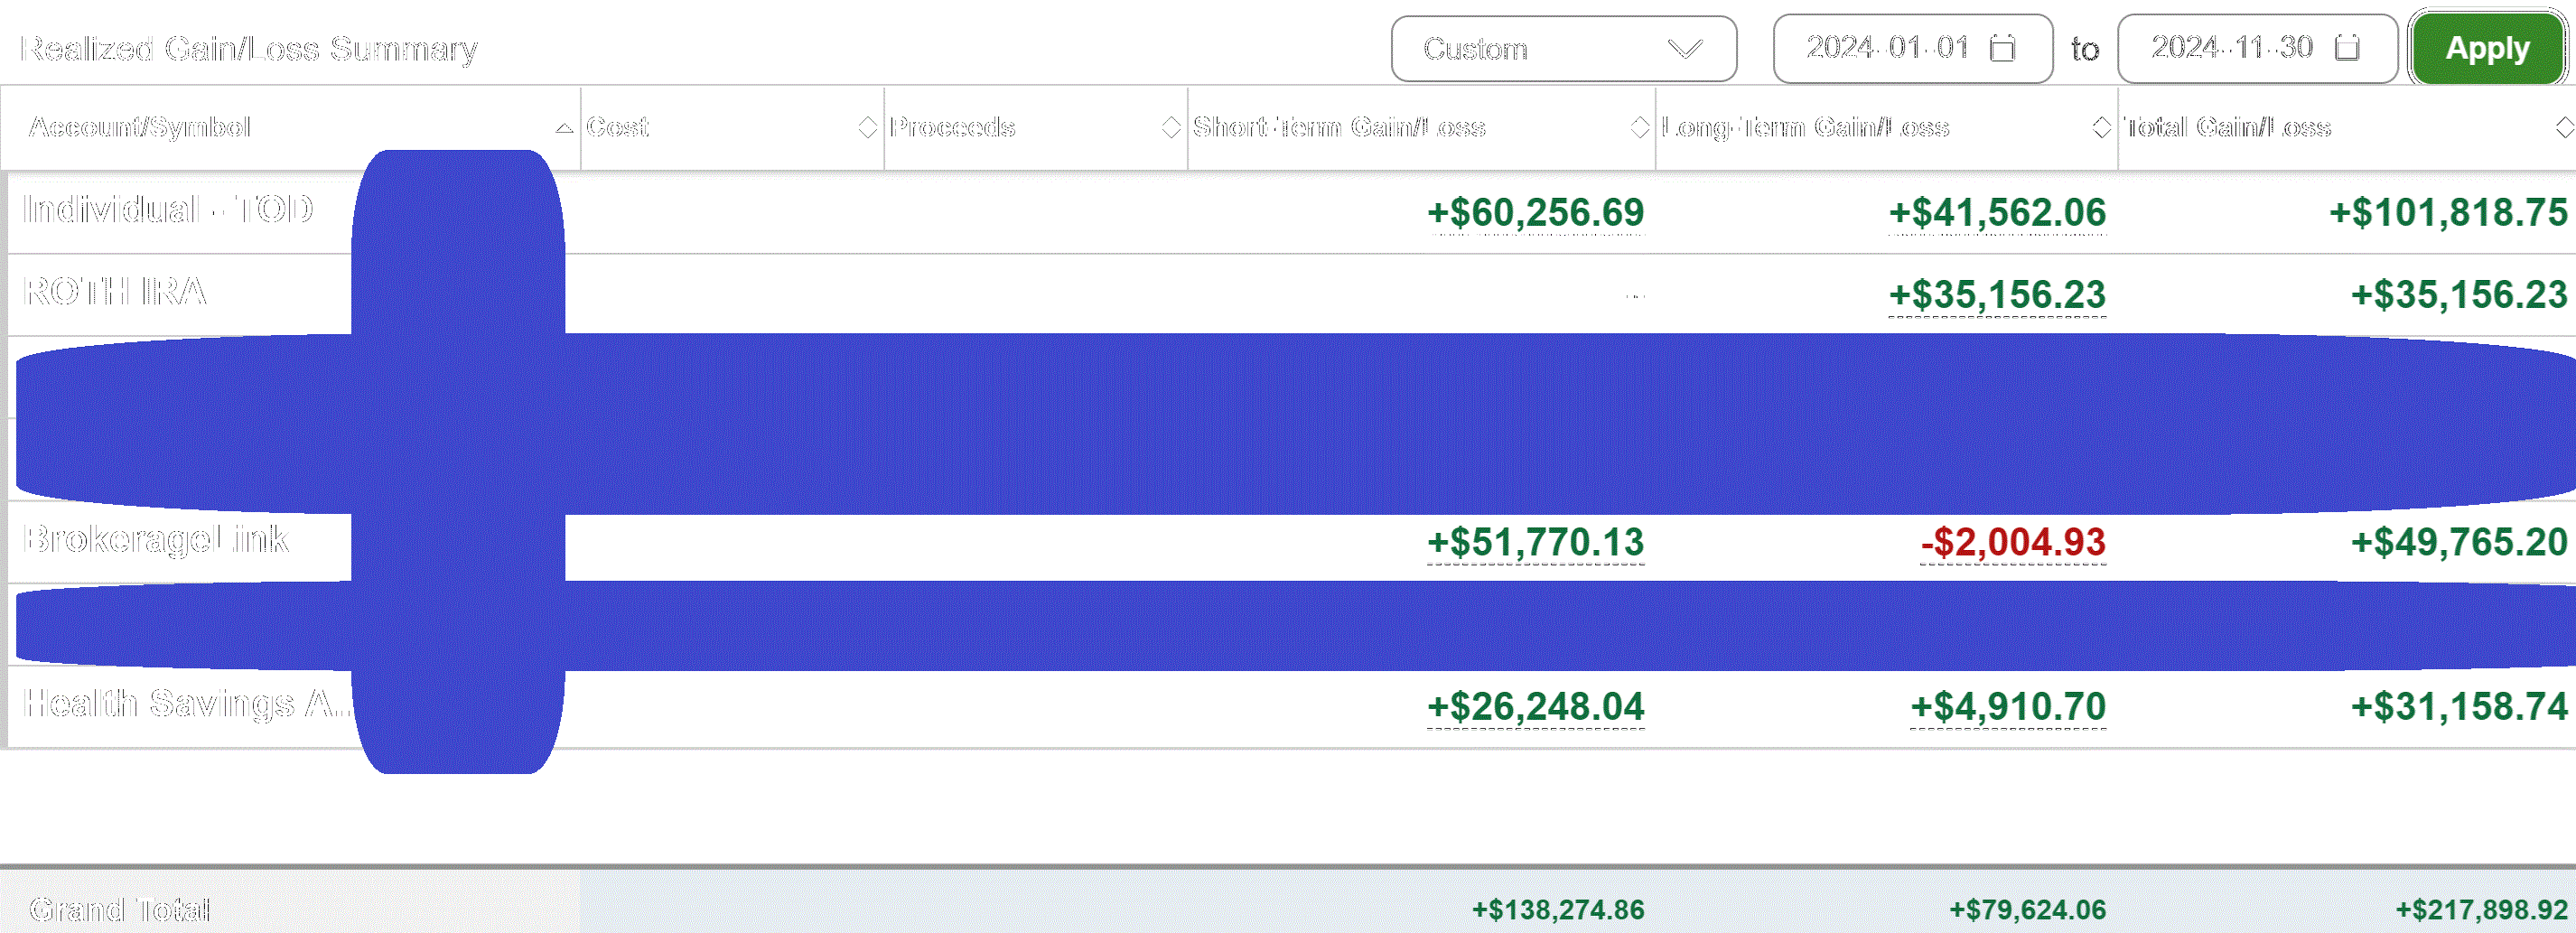 Realized Gain/Loss Summary Custom 2024-01-01 to 2024-11-30 Apply
Account/Symbol Cost Proceeds Short-Term Gain/Loss Long-Term Gain/Loss Total Gain/Loss
Individual - TOD +$60,256.69 +$41,562.06 +$101,818.75
ROTH IRA -- +$35,156.23 +$35,156.23
BrokerageLink +$51,770.13 -$2,004.93 +$49,765.20
Health Savings A... +$26,248.04 +$4,910.70 +$31,158.74
Grand Total +$138,274.86 +$79,624.06 +$217,898.92